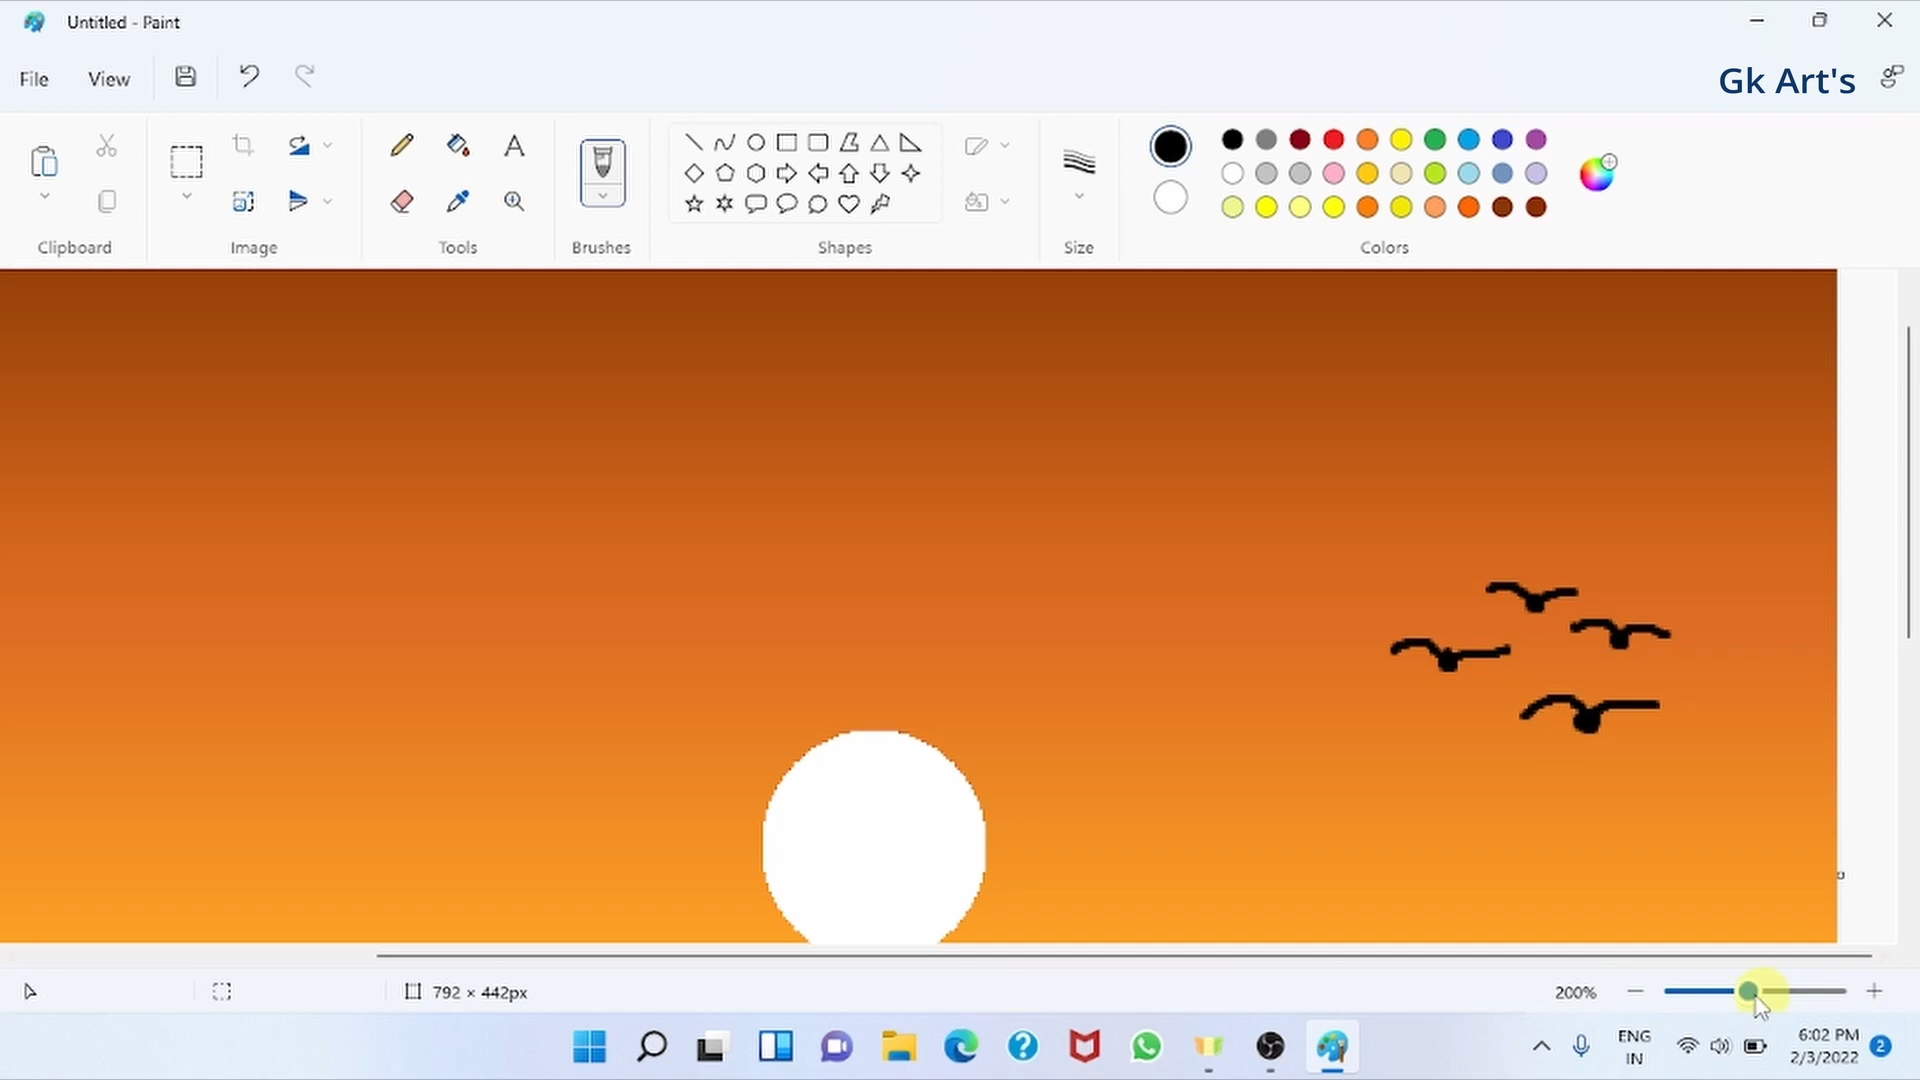 Untitled - Paint
File View
Gk Art's
A
Clipboard Image Tools Brushes Shapes Size Colors
792 × 442px
200%
ENG
IN
6:02 PM
2/3/2022
2